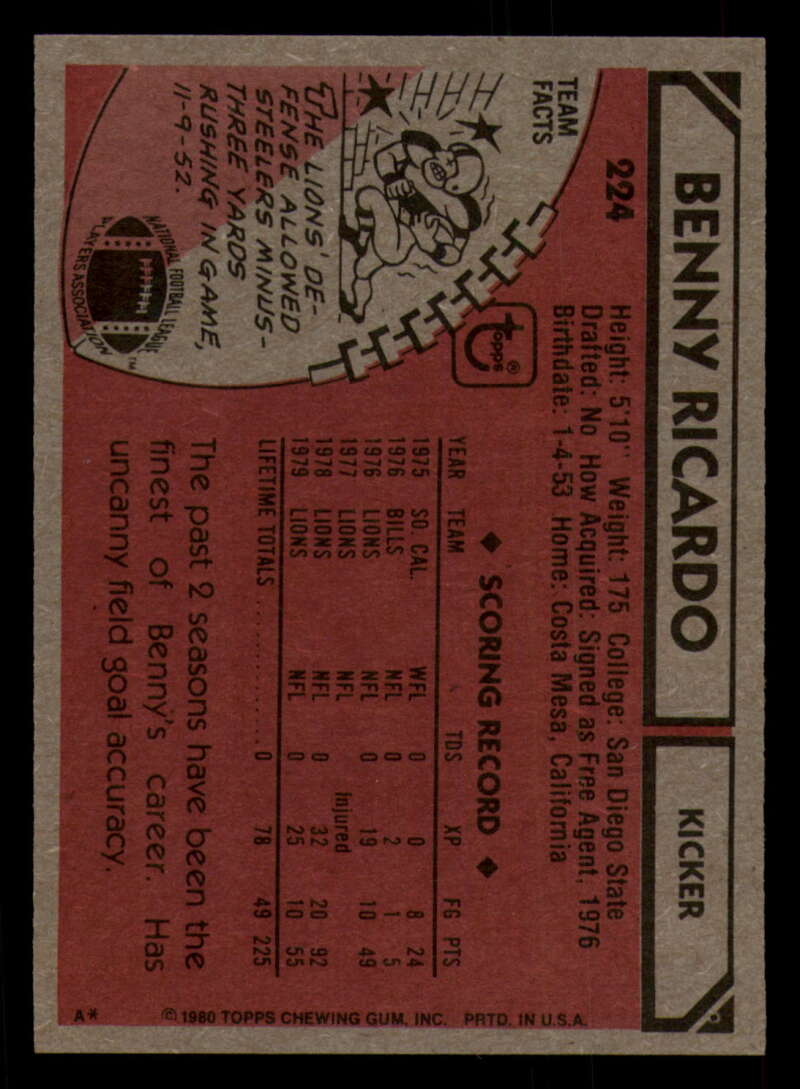 BENNY RICARDO
KICKER
224
Height: 5'10" Weight: 175 College: San Diego State
Drafted: No How Acquired: Signed as Free Agent, 1976
Birthdate: 1-4-53 Home: Costa Mesa, California
TEAM
FACTS
THE LIONS' DE-
FENSE ALLOWED
STEELERS MINUS-
THREE YARDS
RUSHING IN GAME,
11-9-52.
topps®
NATIONAL FOOTBALL LEAGUE
PLAYERS ASSOCIATION
TM
◆ SCORING RECORD ◆
YEAR TEAM TDS XP FG PTS
1975 SO. CAL. WFL 0 0 8 24
1976 BILLS NFL 0 2 1 5
1976 LIONS NFL 0 19 10 49
1977 LIONS NFL Injured
1978 LIONS NFL 0 32 20 92
1979 LIONS NFL 0 25 10 55
LIFETIME TOTALS .......... 0 78 49 225
The past 2 seasons have been the
finest of Benny's career. Has
uncanny field goal accuracy.
A* © 1980 TOPPS CHEWING GUM, INC. PRTD. IN U.S.A.